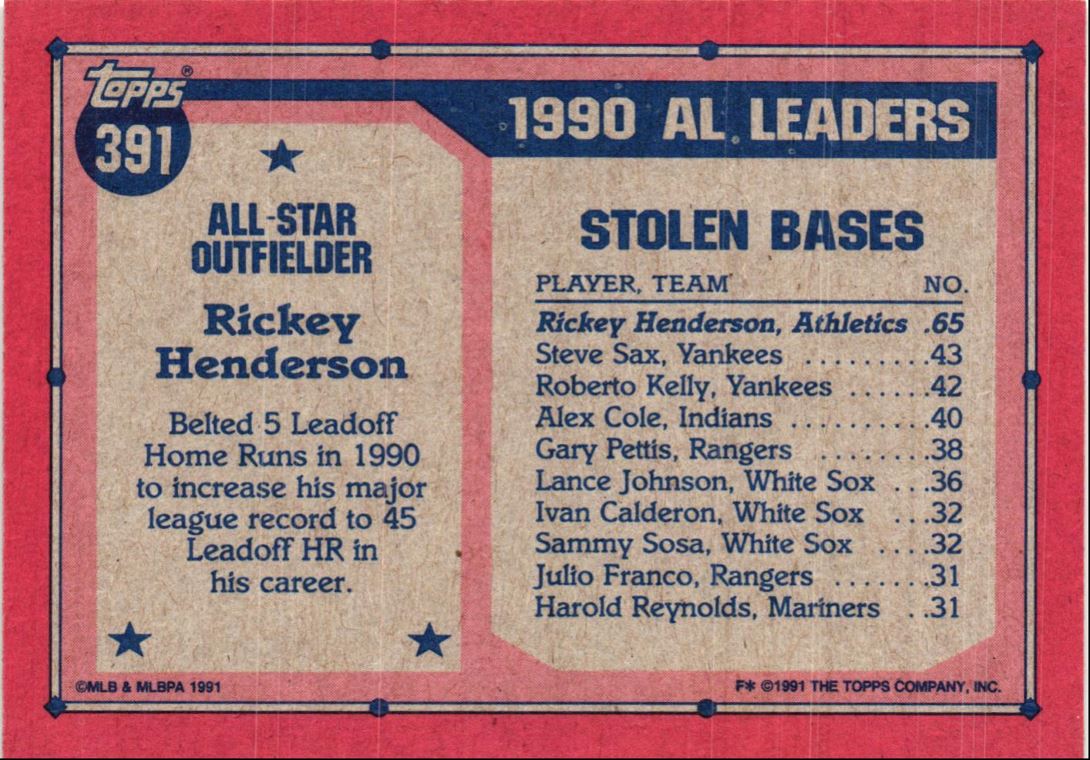 Topps®
391
1990 AL LEADERS
ALL-STAR
OUTFIELDER
Rickey
Henderson
Belted 5 Leadoff
Home Runs in 1990
to increase his major
league record to 45
Leadoff HR in
his career.
STOLEN BASES
PLAYER, TEAM NO.
Rickey Henderson, Athletics .65
Steve Sax, Yankees .........43
Roberto Kelly, Yankees ......42
Alex Cole, Indians ..........40
Gary Pettis, Rangers ........38
Lance Johnson, White Sox ...36
Ivan Calderon, White Sox ...32
Sammy Sosa, White Sox ....32
Julio Franco, Rangers .......31
Harold Reynolds, Mariners ..31
©MLB & MLBPA 1991
F* ©1991 THE TOPPS COMPANY, INC.